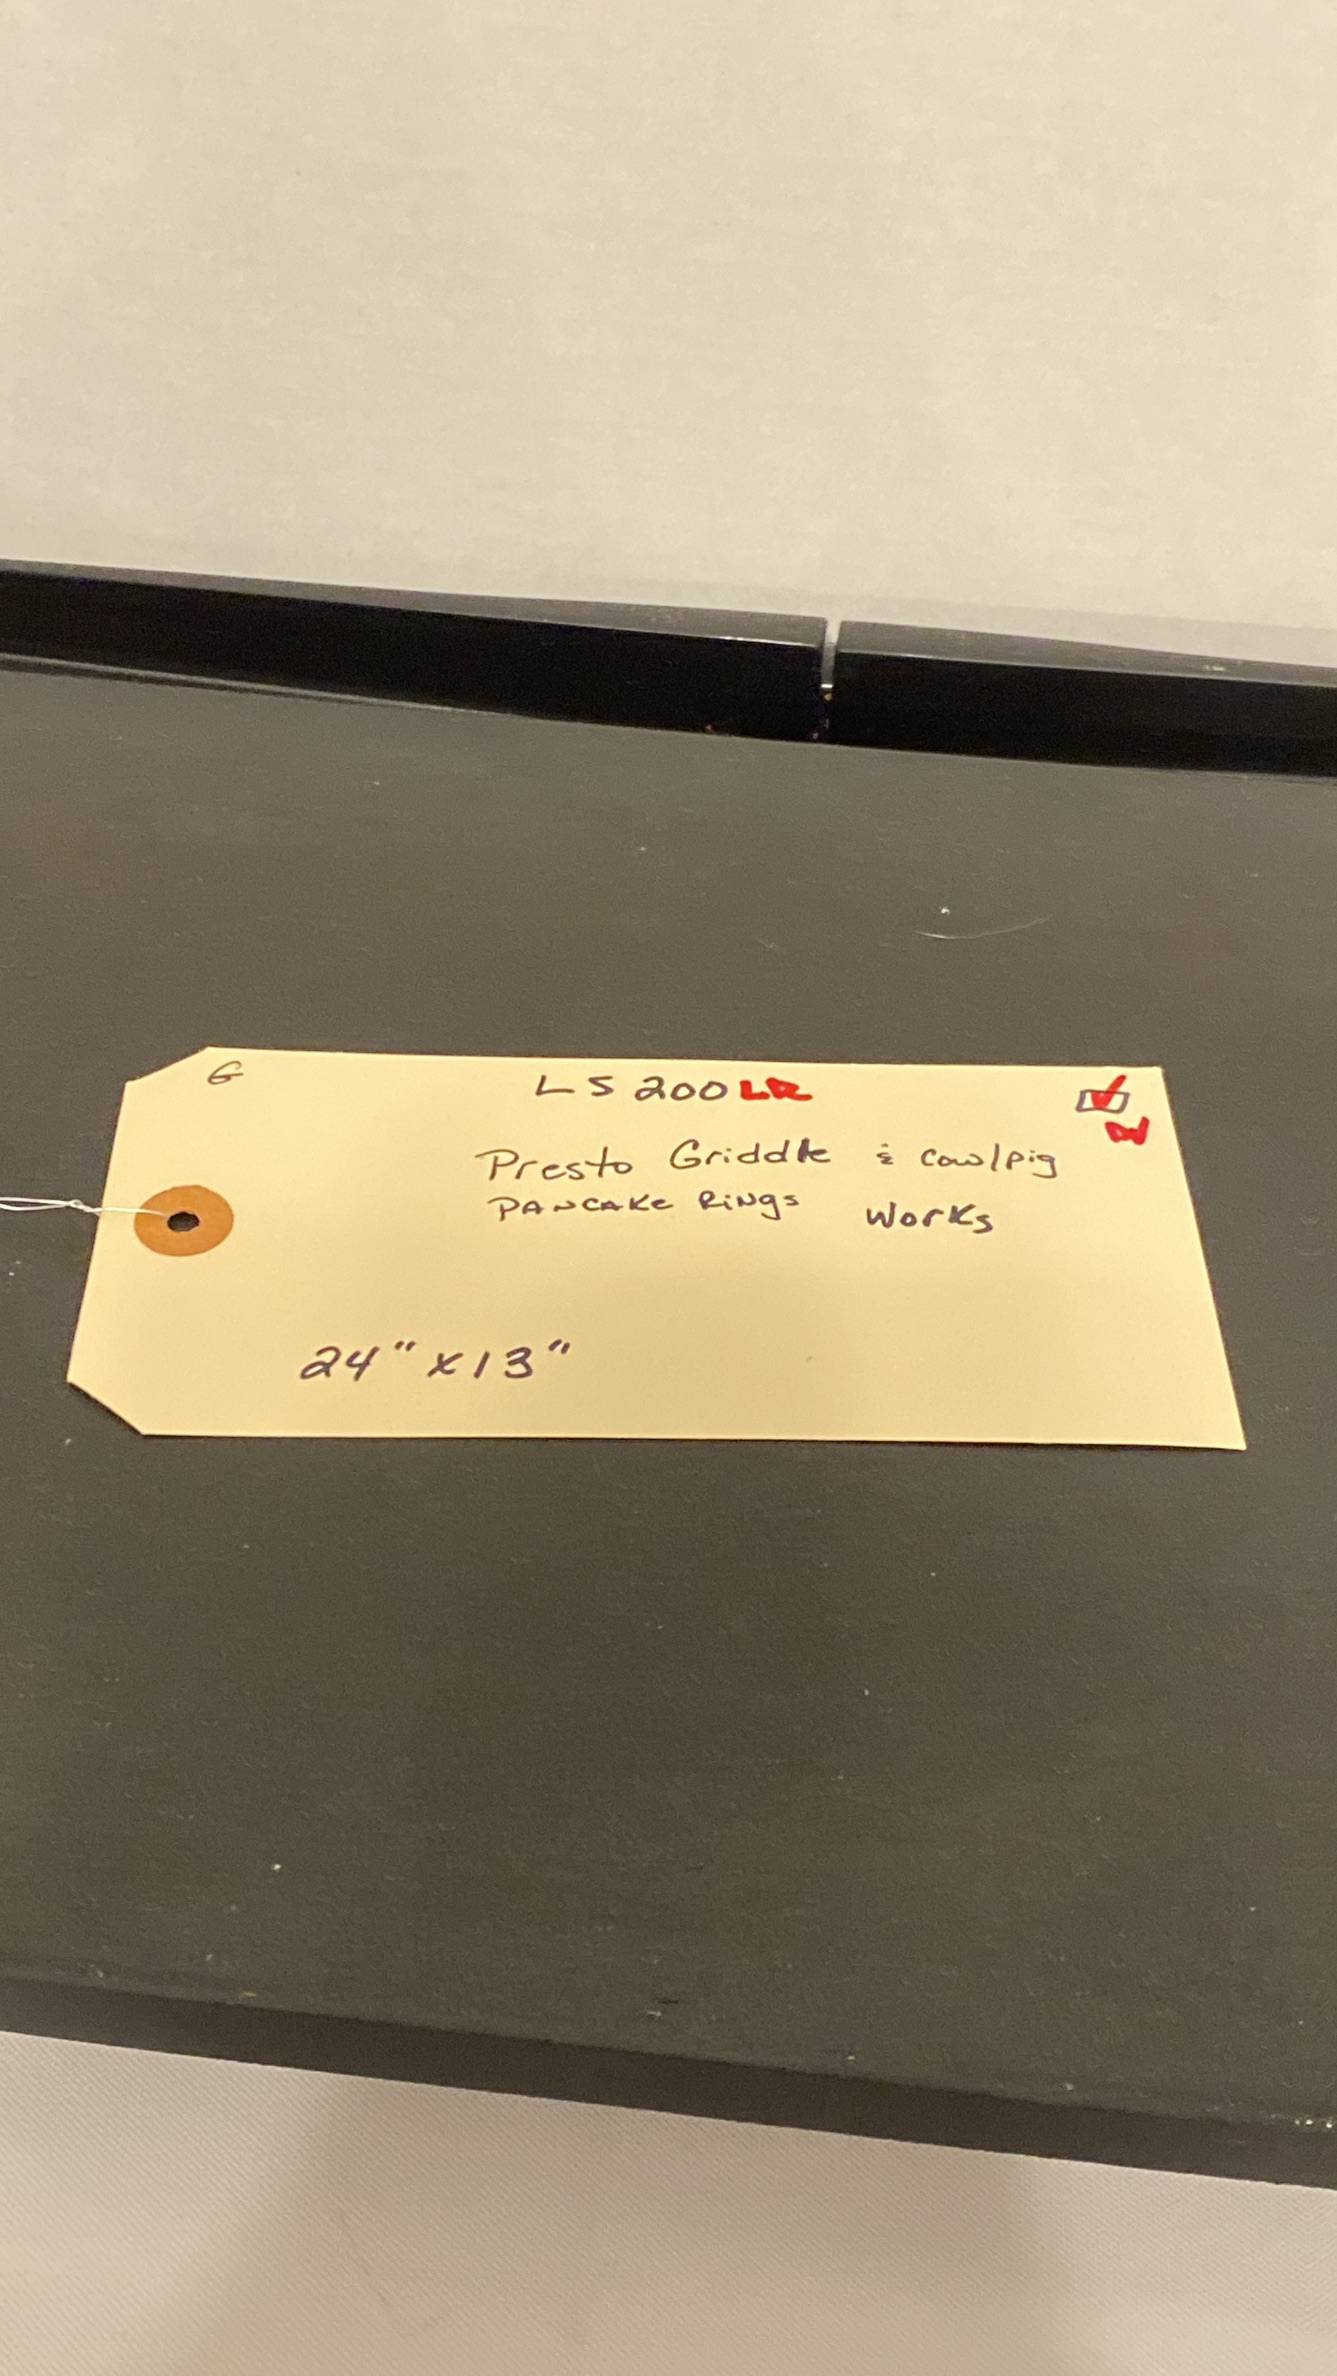 G
LS200LR
Presto Griddle & cow/pig
PANCAKE RINgs Works
24" x 13"